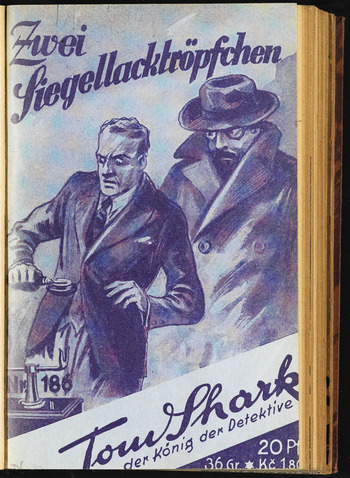 Zwei
Siegellacktröpfchen
Nr. 186
Tom Shark
der König der Detektive
20 Pf
36 Gr. ★ Kč. 1.80